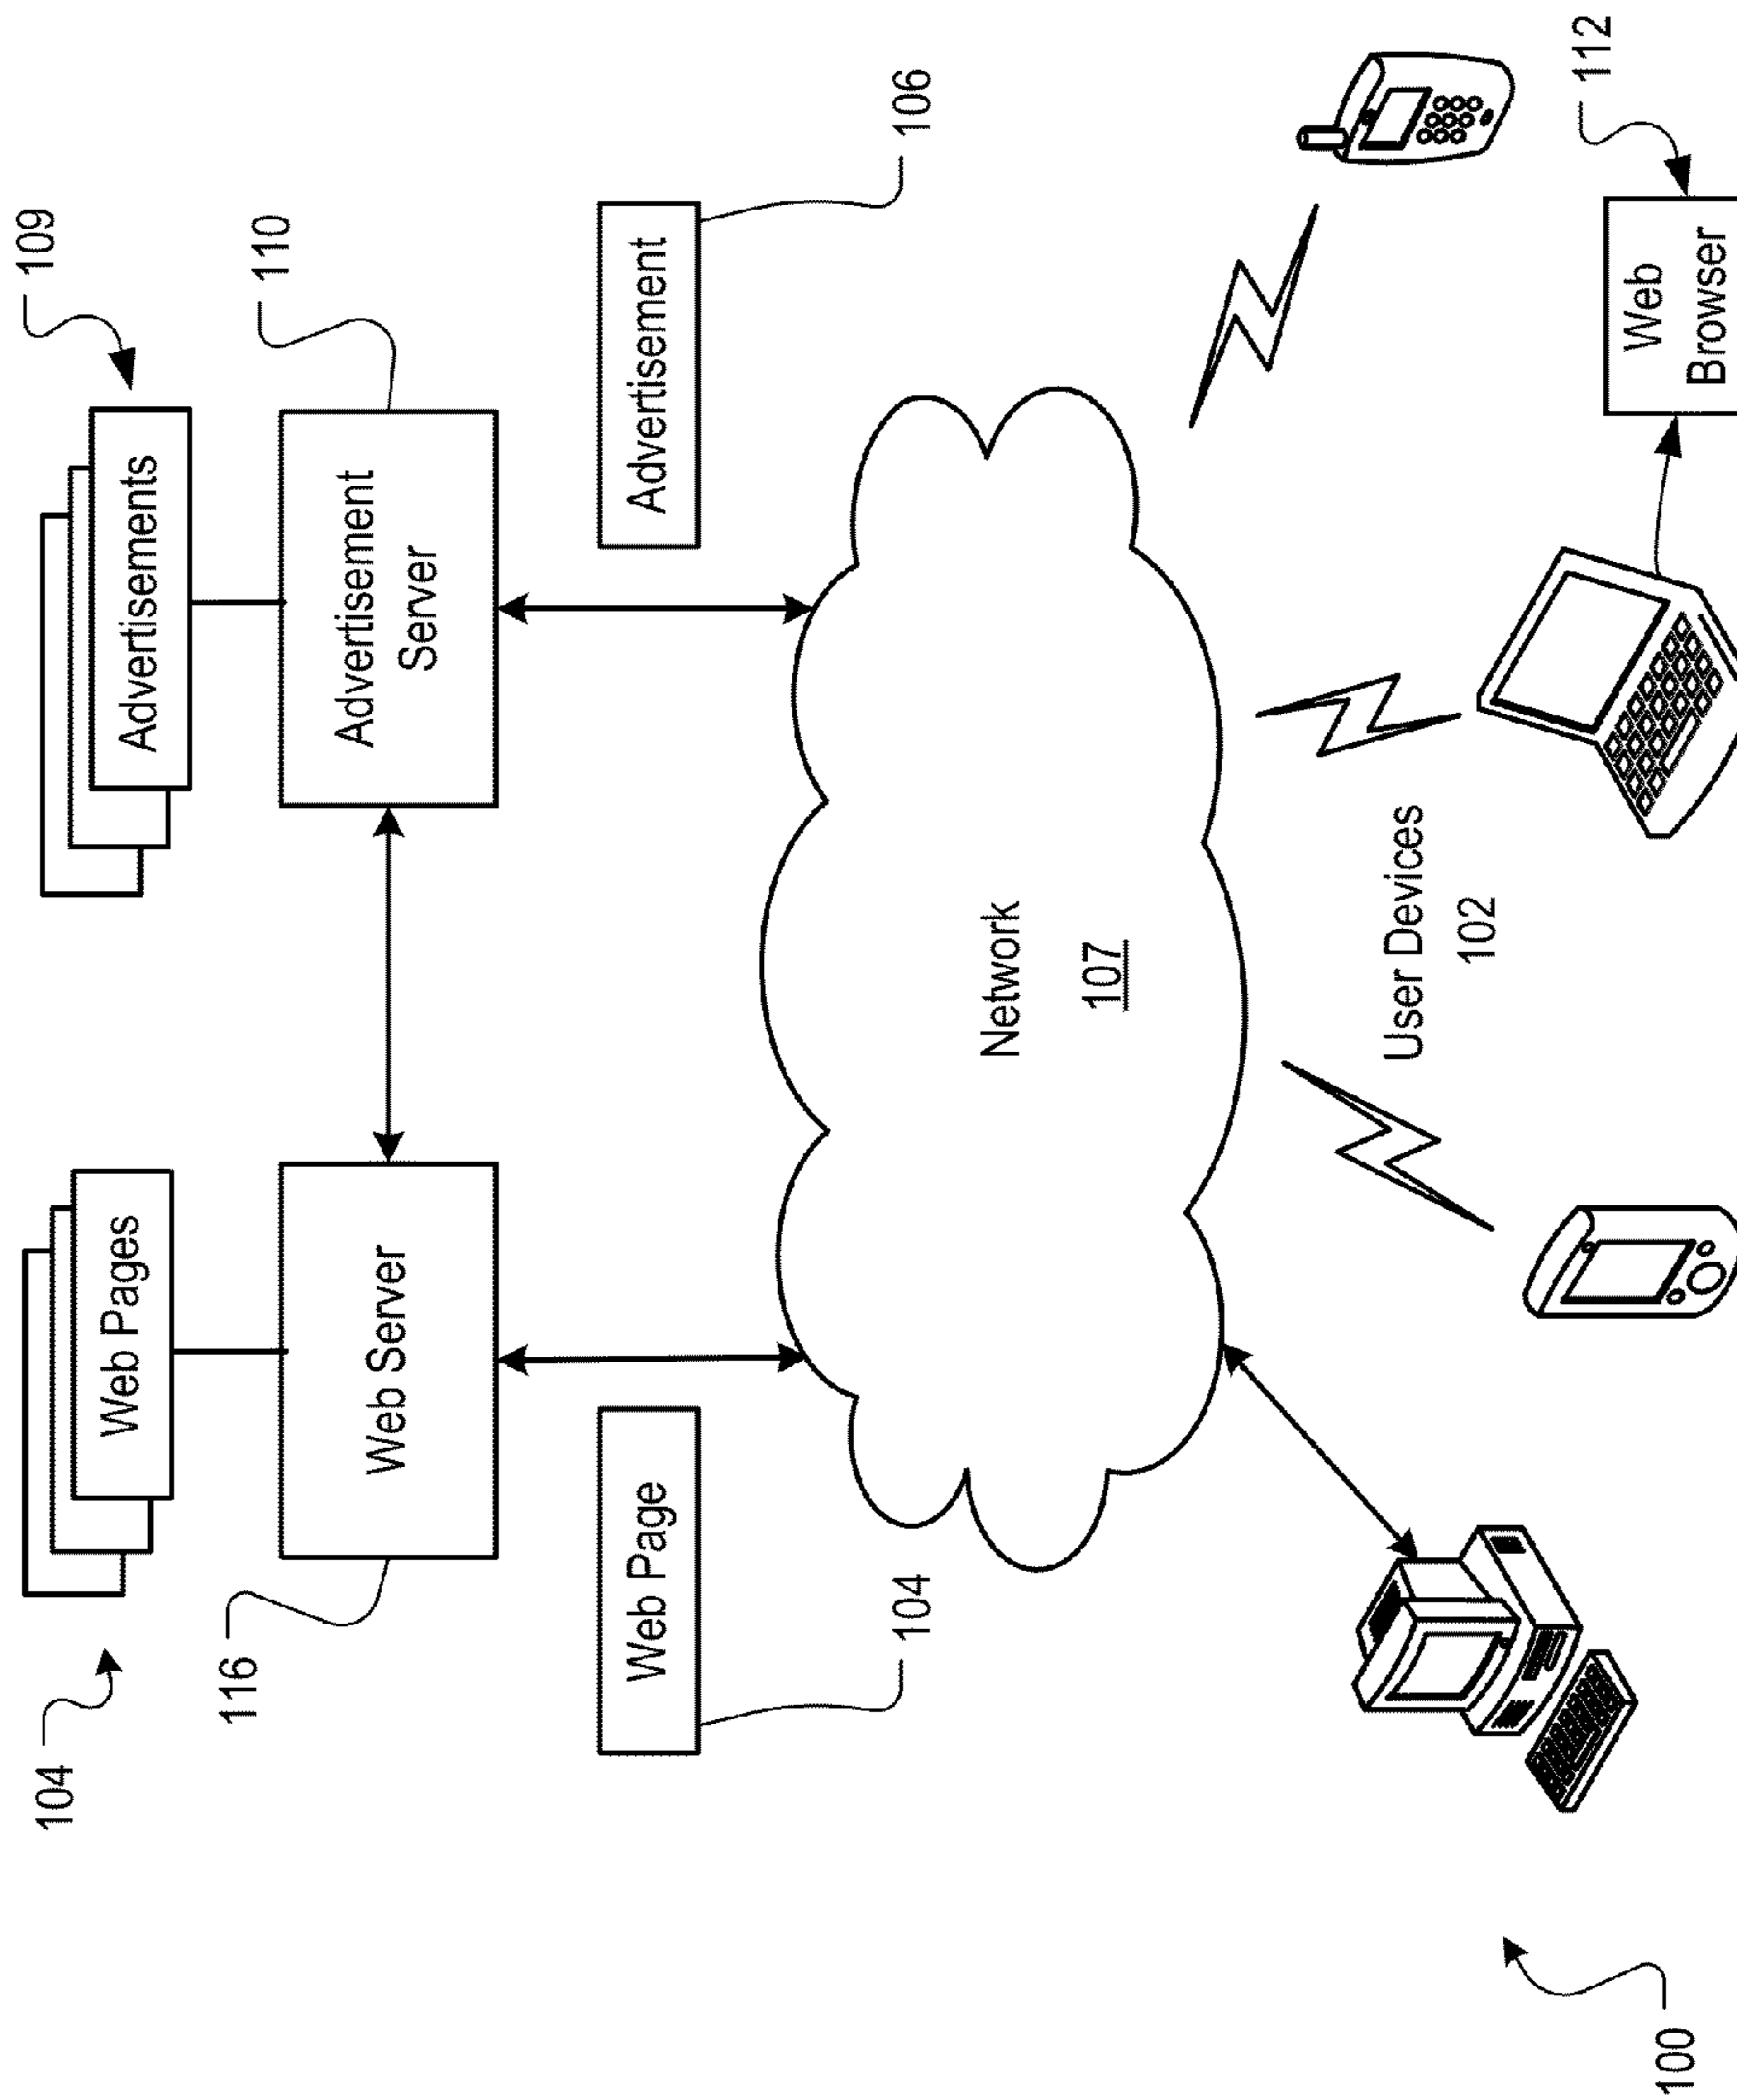 104
Web Pages
109
Advertisements
116
Web Server
110
Advertisement
Server
Web Page
104
Advertisement
106
Network
107
User Devices
102
Web
Browser
112
100